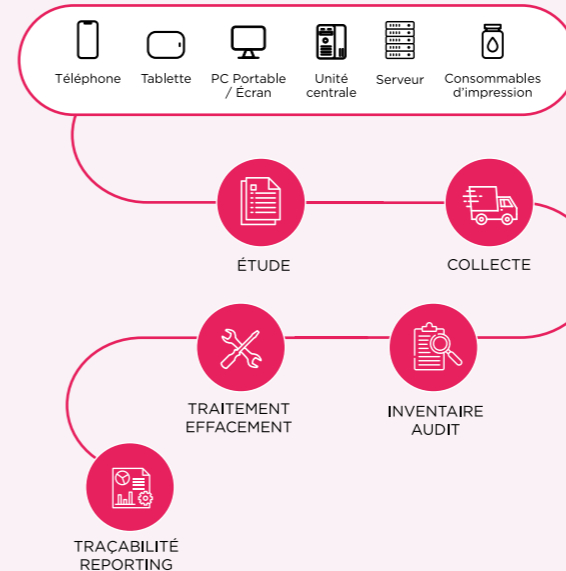 Téléphone
Tablette
PC Portable
/ Écran
Unité
centrale
Serveur
Consommables
d'impression
ÉTUDE
COLLECTE
TRAITEMENT
EFFACEMENT
INVENTAIRE
AUDIT
TRAÇABILITÉ
REPORTING